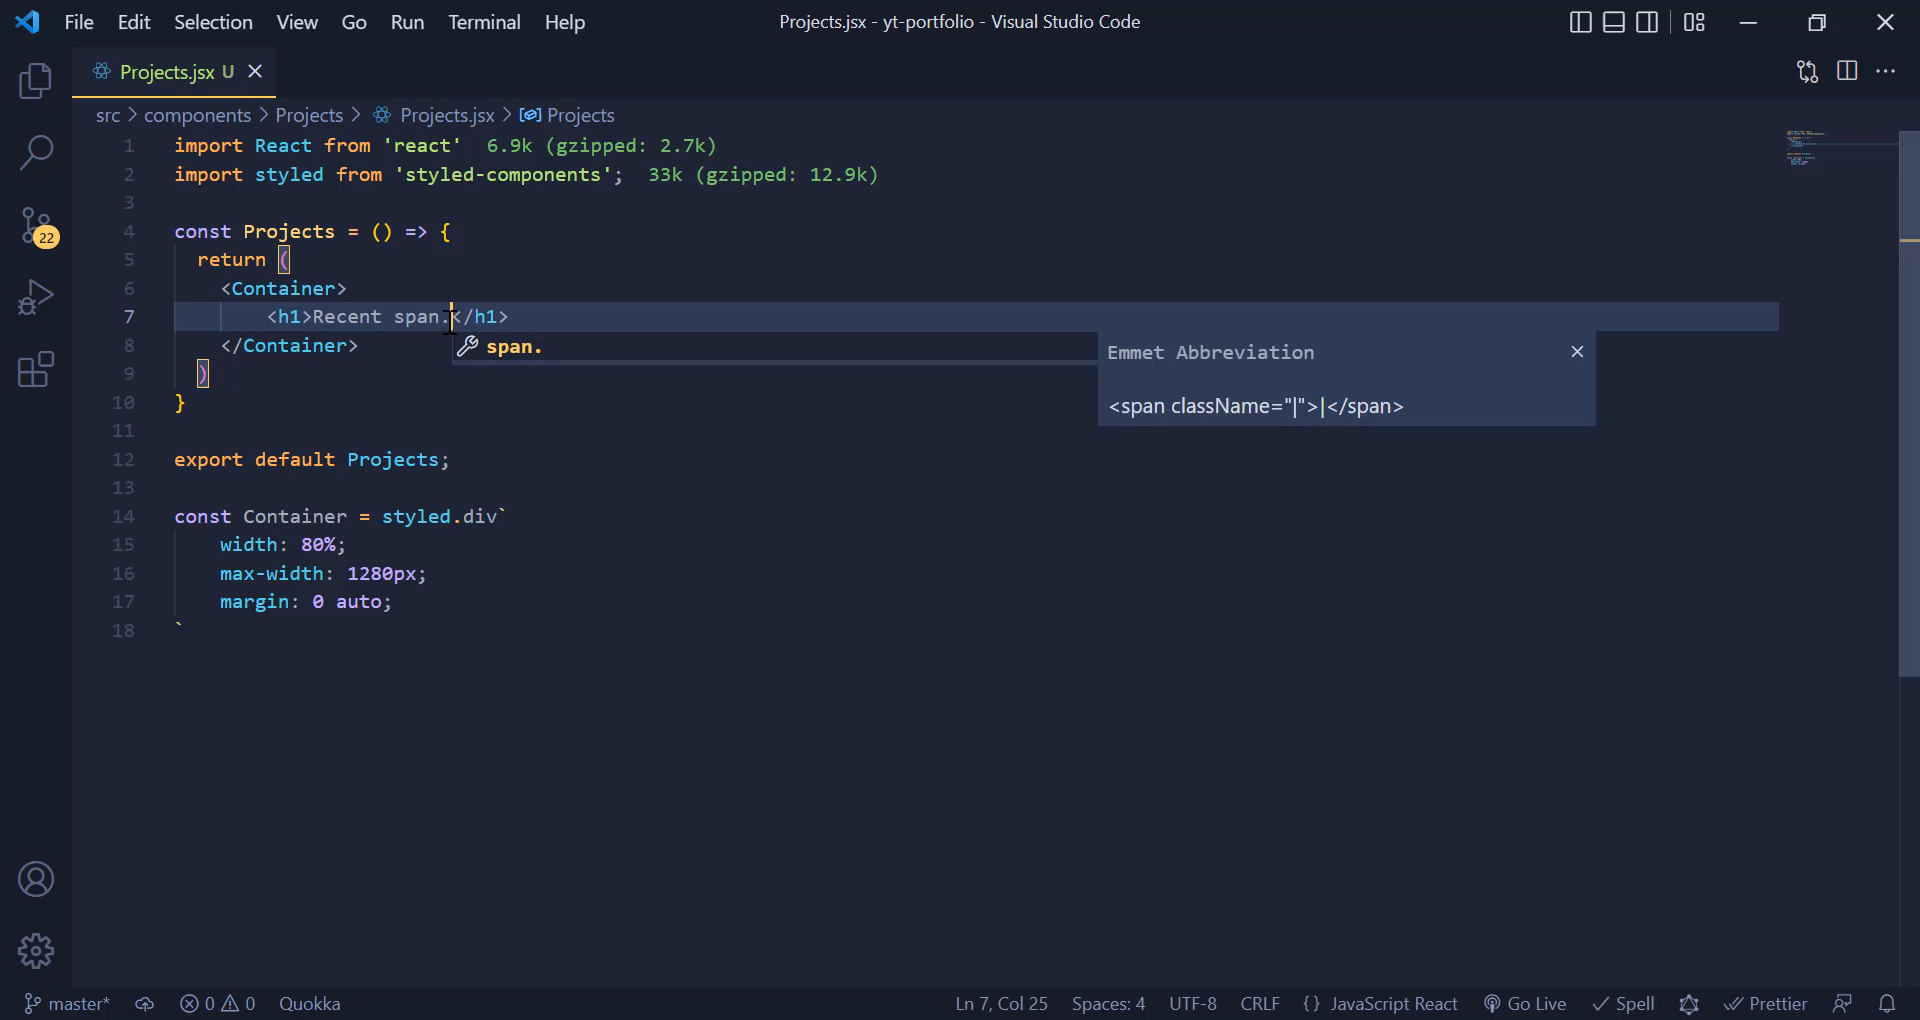 File Edit Selection View Go Run Terminal Help
Projects.jsx - yt-portfolio - Visual Studio Code
Projects.jsx U
src > components > Projects > Projects.jsx > Projects
1 import React from 'react' 6.9k (gzipped: 2.7k)
2 import styled from 'styled-components'; 33k (gzipped: 12.9k)
3
4 const Projects = () => {
5 return (
6 <Container>
7 <h1>Recent span.</h1>
span.
Emmet Abbreviation
<span className="|">|</span>
8 </Container>
9 )
10 }
11
12 export default Projects;
13
14 const Container = styled.div`
15 width: 80%;
16 max-width: 1280px;
17 margin: 0 auto;
18 `
22
master* 0 0 Quokka
Ln 7, Col 25 Spaces: 4 UTF-8 CRLF {} JavaScript React Go Live Spell Prettier